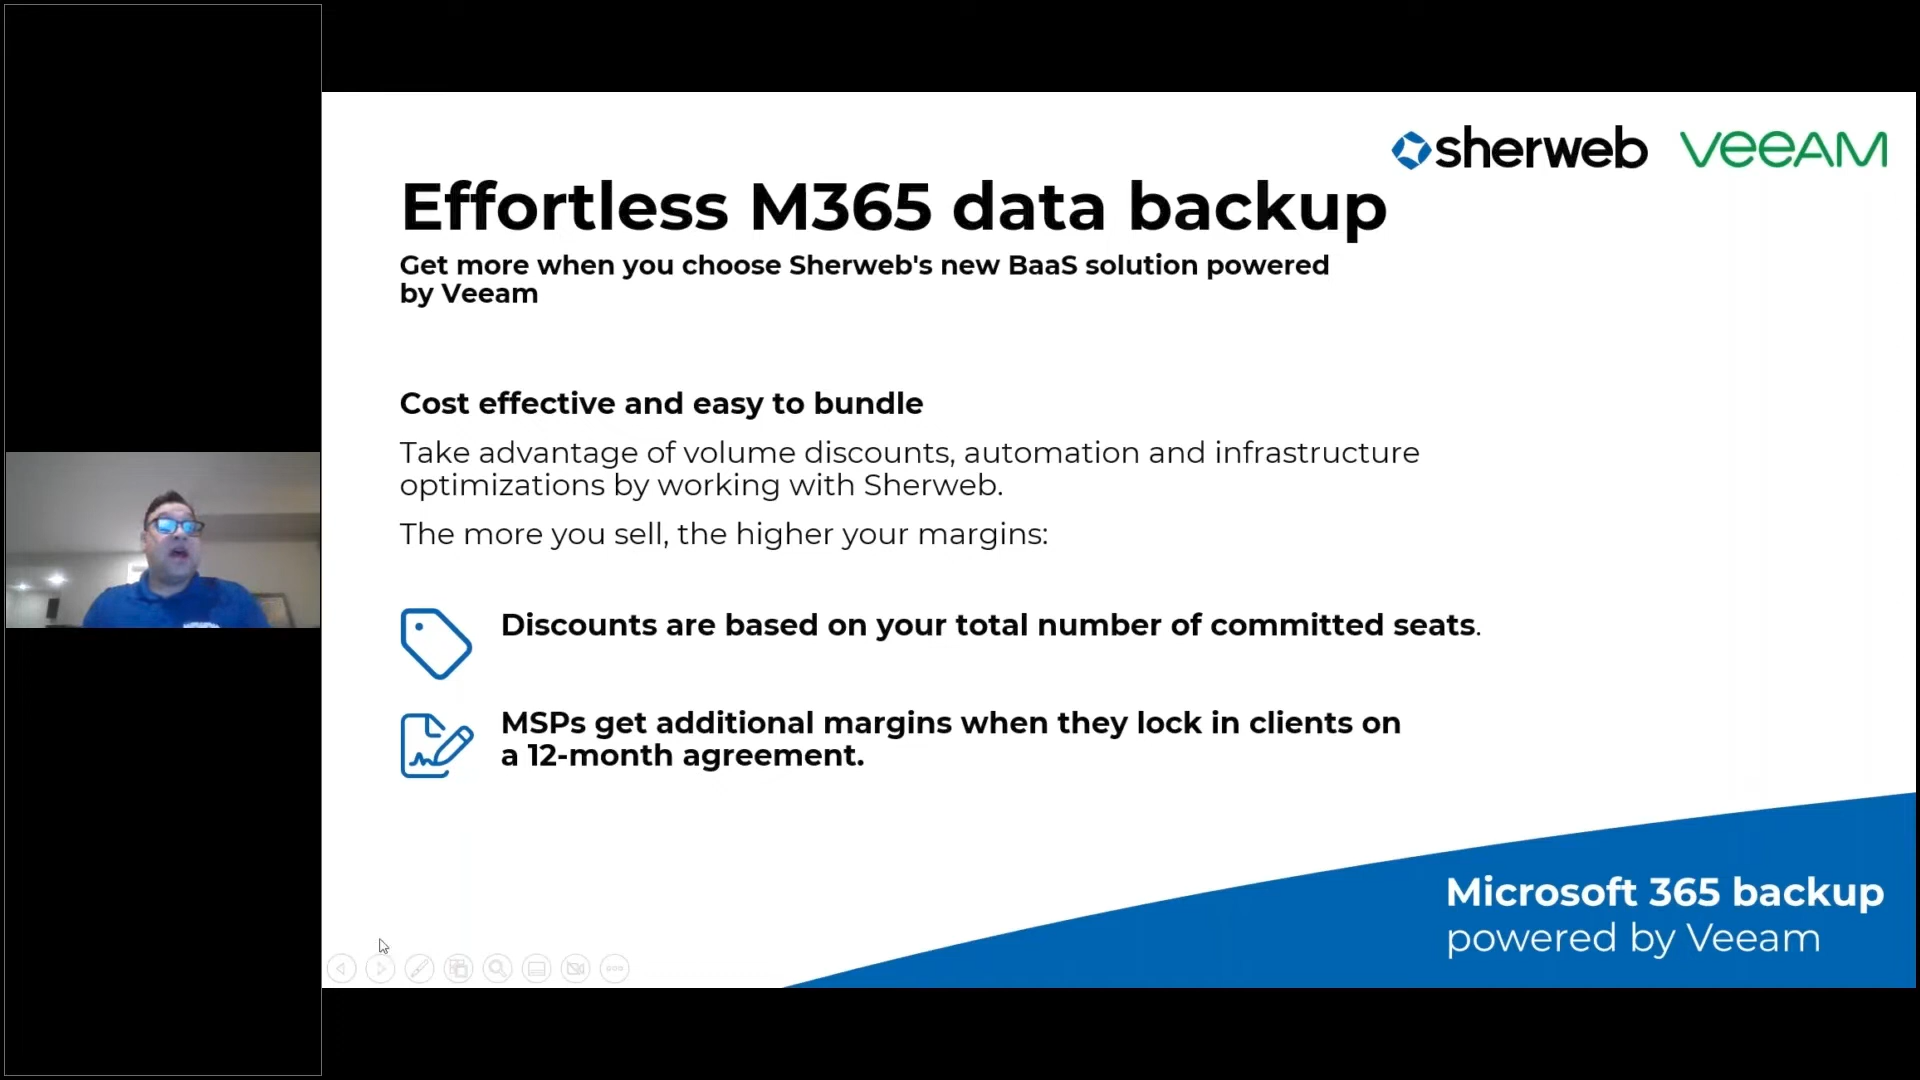 sherweb veeAM
Effortless M365 data backup
Get more when you choose Sherweb's new BaaS solution powered
by Veeam
Cost effective and easy to bundle
Take advantage of volume discounts, automation and infrastructure
optimizations by working with Sherweb.
The more you sell, the higher your margins:
Discounts are based on your total number of committed seats.
MSPs get additional margins when they lock in clients on
a 12-month agreement.
Microsoft 365 backup
powered by Veeam